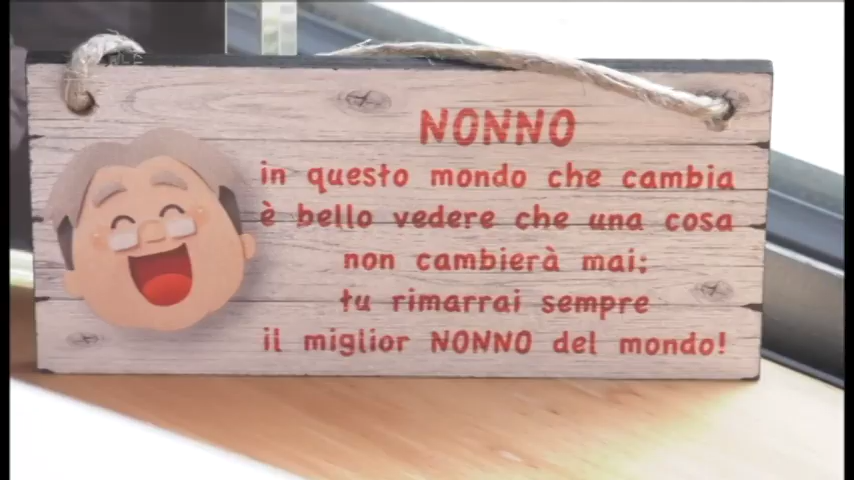 NONNO
in questo mondo che cambia
è bello vedere che una cosa
non cambierà mai:
tu rimarrai sempre
il miglior NONNO del mondo!